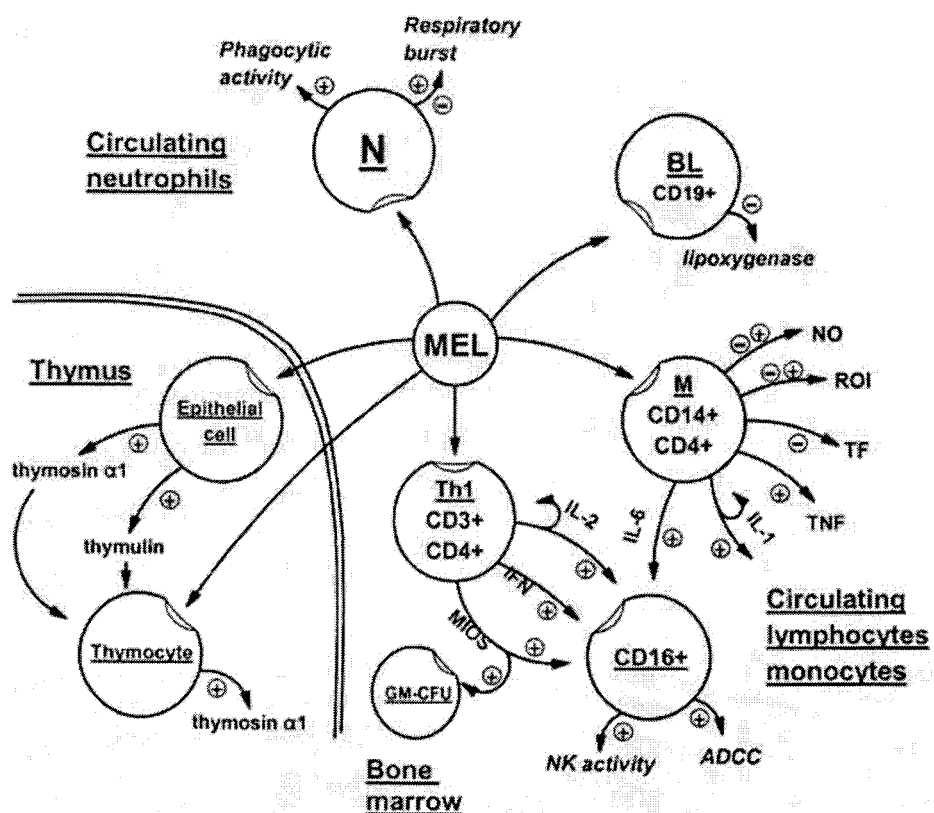 Respiratory
burst
Phagocytic
activity
⊕
⊕
⊖
N
Circulating
neutrophils
BL
CD19+
⊖
lipoxygenase
MEL
Thymus
Epithelial
cell
⊕
thymosin α1
⊕
thymulin
Thymocyte
⊕
thymosin α1
M
CD14+
CD4+
⊖⊕
NO
⊖⊕
ROI
⊖
TF
⊕
TNF
IL-1
⊕
IL-6
⊕
Th1
CD3+
CD4+
IL-2
⊕
IFN
⊕
MIOS
⊕
⊕
GM-CFU
Bone
marrow
CD16+
⊕
NK activity
⊕
ADCC
Circulating
lymphocytes
monocytes